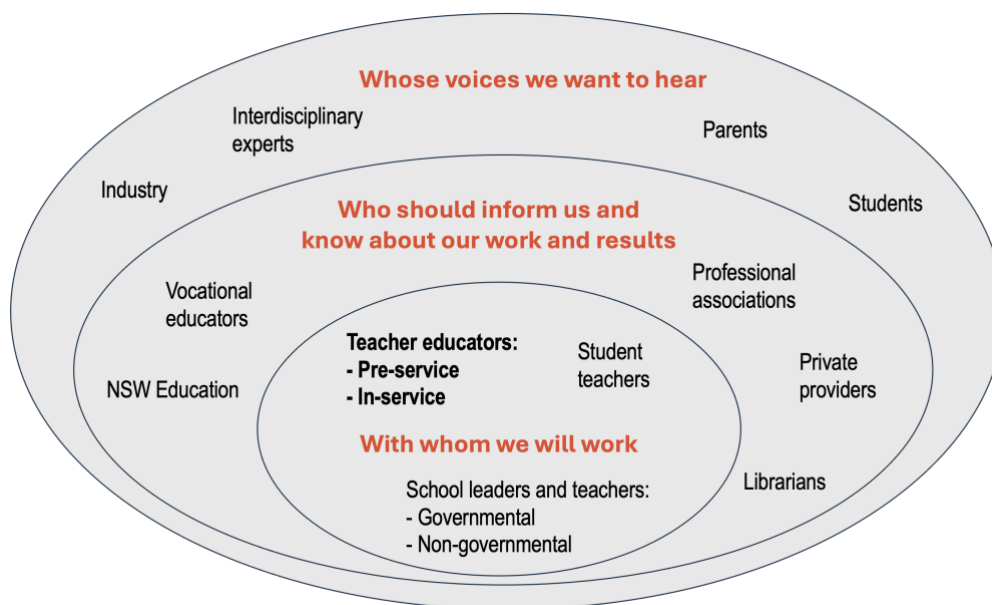 Whose voices we want to hear
Interdisciplinary
experts
Parents
Industry
Students
Who should inform us and
know about our work and results
Professional
associations
Vocational
educators
Teacher educators:
- Pre-service
- In-service
Student
teachers
Private
providers
NSW Education
With whom we will work
Librarians
School leaders and teachers:
- Governmental
- Non-governmental